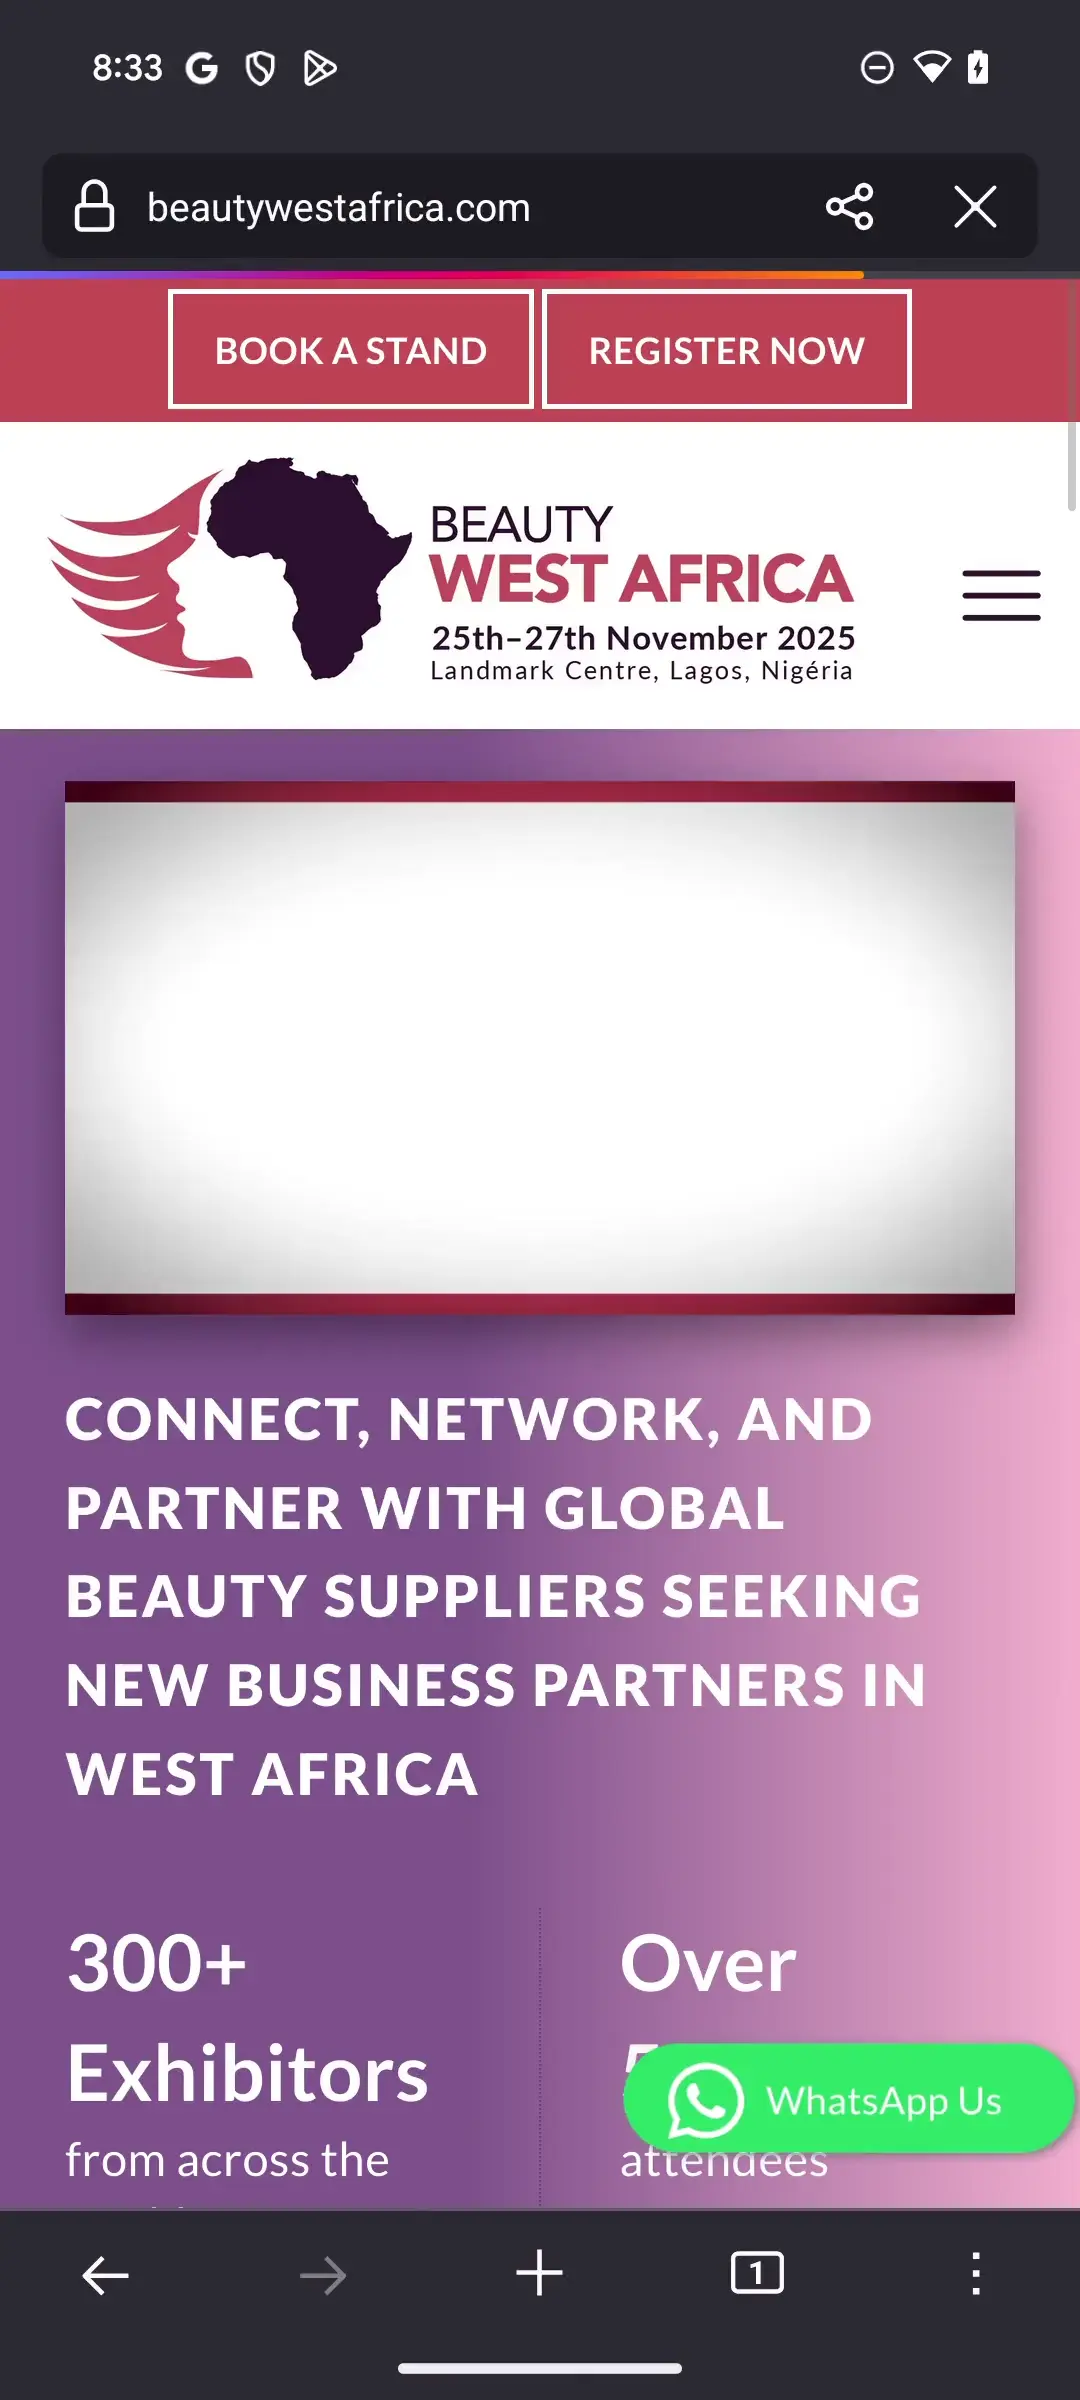 8:33
beautywestafrica.com
BOOK A STAND
REGISTER NOW
BEAUTY
WEST AFRICA
25th–27th November 2025
Landmark Centre, Lagos, Nigéria
CONNECT, NETWORK, AND
PARTNER WITH GLOBAL
BEAUTY SUPPLIERS SEEKING
NEW BUSINESS PARTNERS IN
WEST AFRICA
300+
Exhibitors
from across the
Over
attendees
WhatsApp Us
1